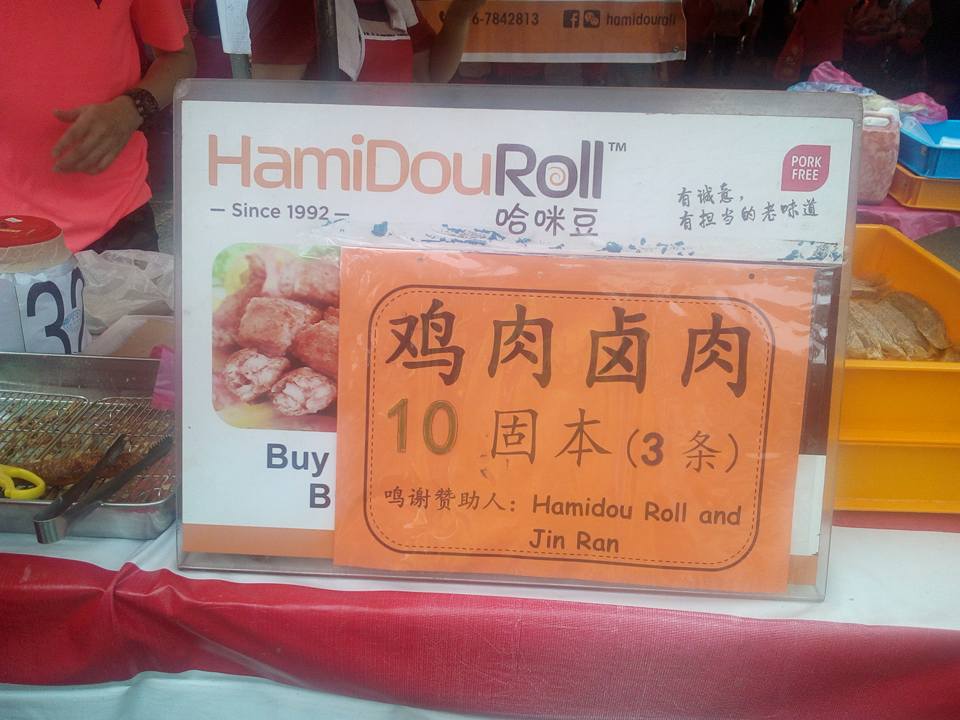 6-7842813 hamidouroll
HamiDouRoll™
PORK
FREE
— Since 1992 —
哈咪豆
有诚意,
有担当的老味道
鸡肉卤肉
10 固本 (3 条)
鸣谢赞助人: Hamidou Roll and
Jin Ran
Buy
B
32